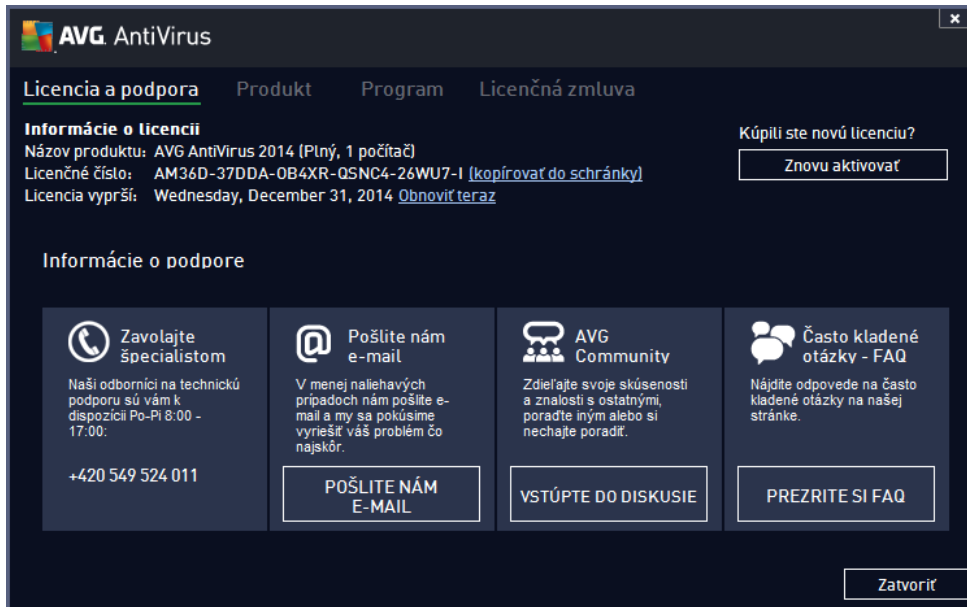 AVG AntiVirus
Licencia a podpora Produkt Program Licenčná zmluva
Informácie o licencii
Názov produktu: AVG AntiVirus 2014 (Plný, 1 počítač)
Licenčné číslo: AM36D-37DDA-OB4XR-QSNC4-26WU7-I (kopírovať do schránky)
Licencia vyprší: Wednesday, December 31, 2014 Obnoviť teraz
Kúpili ste novú licenciu?
Znovu aktivovať
Informácie o podpore
Zavolajte
špecialistom
Naši odborníci na technickú
podporu sú vám k
dispozícii Po-Pi 8:00 -
17:00:
+420 549 524 011
Pošlite nám
e-mail
V menej naliehavých
prípadoch nám pošlite e-
mail a my sa pokúsime
vyriešiť váš problém čo
najskôr.
POŠLITE NÁM
E-MAIL
AVG
Community
Zdieľajte svoje skúsenosti
a znalosti s ostatnými,
poraďte iným alebo si
nechajte poradiť.
VSTÚPTE DO DISKUSIE
Často kladené
otázky - FAQ
Nájdite odpovede na často
kladené otázky na našej
stránke.
PREZRITE SI FAQ
Zatvoriť